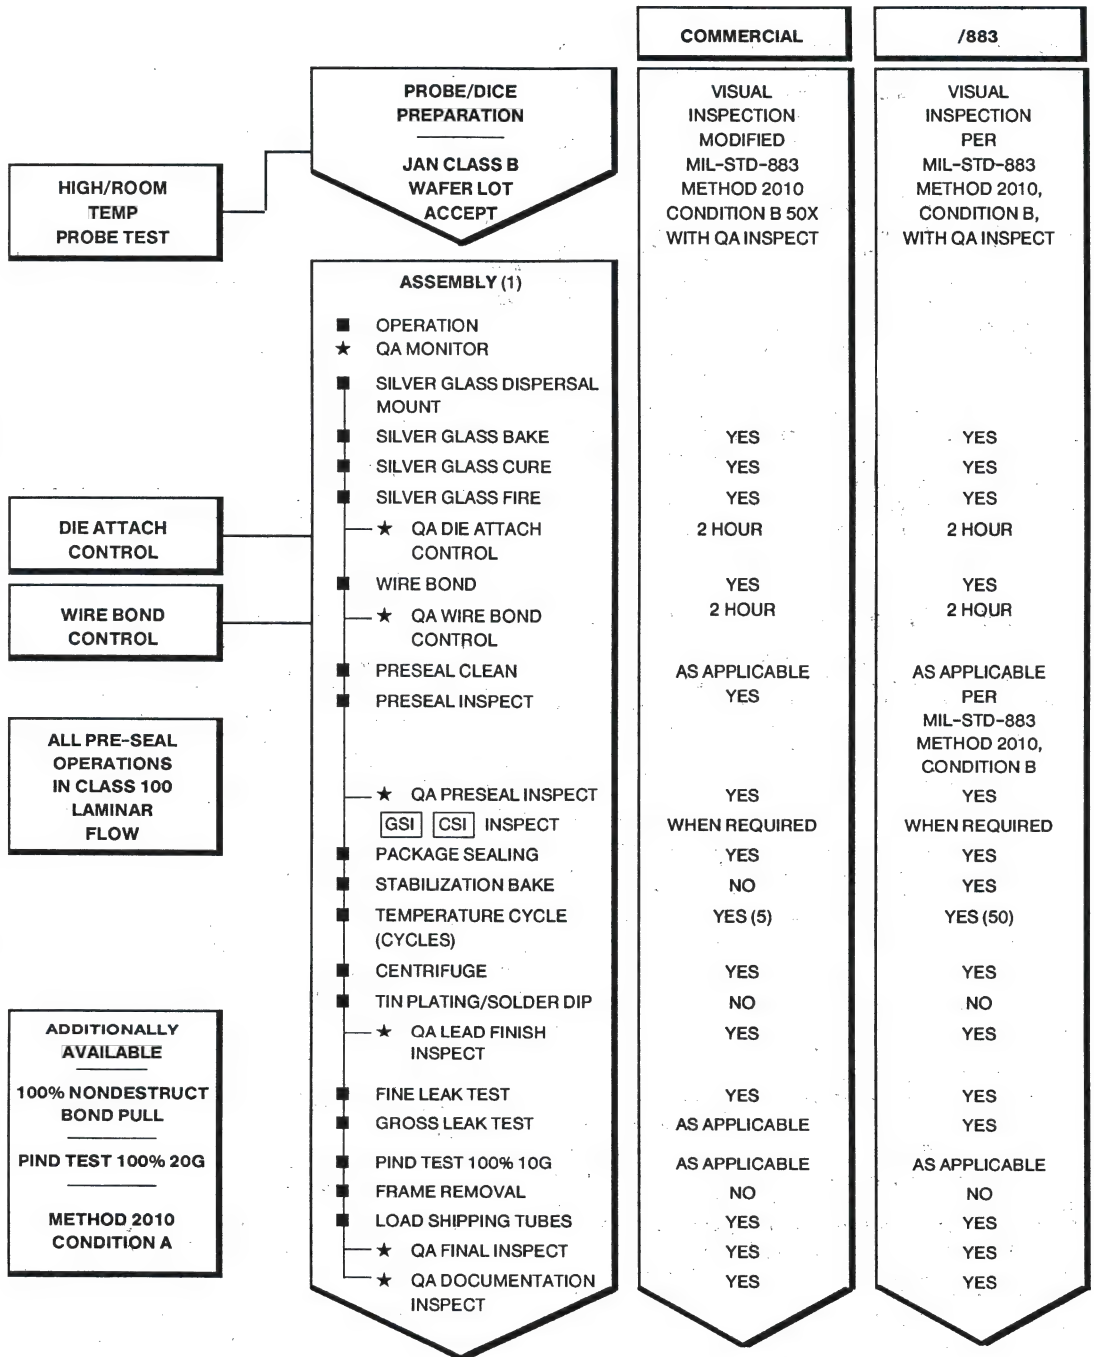 COMMERCIAL
/883
PROBE/DICE
PREPARATION
JAN CLASS B
WAFER LOT
ACCEPT
VISUAL
INSPECTION
MODIFIED
MIL-STD-883
METHOD 2010
CONDITION B 50X
WITH QA INSPECT
VISUAL
INSPECTION
PER
MIL-STD-883
METHOD 2010,
CONDITION B,
WITH QA INSPECT
HIGH/ROOM
TEMP
PROBE TEST
ASSEMBLY (1)
■ OPERATION
★ QA MONITOR
■ SILVER GLASS DISPERSAL
MOUNT
■ SILVER GLASS BAKE YES YES
■ SILVER GLASS CURE YES YES
■ SILVER GLASS FIRE YES YES
DIE ATTACH
CONTROL
★ QA DIE ATTACH 2 HOUR 2 HOUR
CONTROL
■ WIRE BOND YES YES
WIRE BOND
CONTROL
★ QA WIRE BOND 2 HOUR 2 HOUR
CONTROL
■ PRESEAL CLEAN AS APPLICABLE AS APPLICABLE
■ PRESEAL INSPECT YES PER
MIL-STD-883
METHOD 2010,
CONDITION B
ALL PRE-SEAL
OPERATIONS
IN CLASS 100
LAMINAR
FLOW
★ QA PRESEAL INSPECT YES YES
GSI CSI INSPECT WHEN REQUIRED WHEN REQUIRED
■ PACKAGE SEALING YES YES
■ STABILIZATION BAKE NO YES
■ TEMPERATURE CYCLE YES (5) YES (50)
(CYCLES)
■ CENTRIFUGE YES YES
■ TIN PLATING/SOLDER DIP NO NO
★ QA LEAD FINISH YES YES
INSPECT
ADDITIONALLY
AVAILABLE
100% NONDESTRUCT
BOND PULL
PIND TEST 100% 20G
METHOD 2010
CONDITION A
■ FINE LEAK TEST YES YES
■ GROSS LEAK TEST AS APPLICABLE YES
■ PIND TEST 100% 10G AS APPLICABLE AS APPLICABLE
■ FRAME REMOVAL NO NO
■ LOAD SHIPPING TUBES YES YES
★ QA FINAL INSPECT YES YES
★ QA DOCUMENTATION YES YES
INSPECT